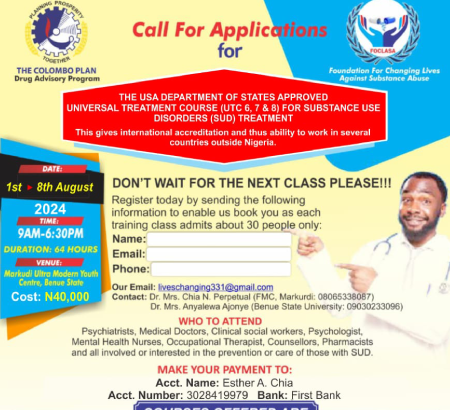 PLANTING PROSPERITY
TOGETHER
THE COLOMBO PLAN
Drug Advisory Program
Call For Applications
for
FOCLASA
Foundation For Changing Lives
Against Substance Abuse
THE USA DEPARTMENT OF STATES APPROVED
UNIVERSAL TREATMENT COURSE (UTC 6, 7 & 8) FOR SUBSTANCE USE
DISORDERS (SUD) TREATMENT
This gives international accreditation and thus ability to work in several
countries outside Nigeria.
DATE:
1st 8th August
2024
TIME:
9AM-6:30PM
DURATION: 64 HOURS
VENUE:
Markudi Ultra Modern Youth
Centre, Benue State
Cost: N40,000
DON'T WAIT FOR THE NEXT CLASS PLEASE!!!
Register today by sending the following
information to enable us book you as each
training class admits about 30 people only:
Name:
Email:
Phone:
Our Email: liveschanging331@gmail.com
Contact: Dr. Mrs. Chia N. Perpetual (FMC, Markurdi: 08065338087)
Dr. Mrs. Anyalewa Ajonye (Benue State University: 09030233096)
WHO TO ATTEND
Psychiatrists, Medical Doctors, Clinical social workers, Psychologist,
Mental Health Nurses, Occupational Therapist, Counsellors, Pharmacists
and all involved or interested in the prevention or care of those with SUD.
MAKE YOUR PAYMENT TO:
Acct. Name: Esther A. Chia
Acct. Number: 3028419979 Bank: First Bank
COURSES OFFERED ARE